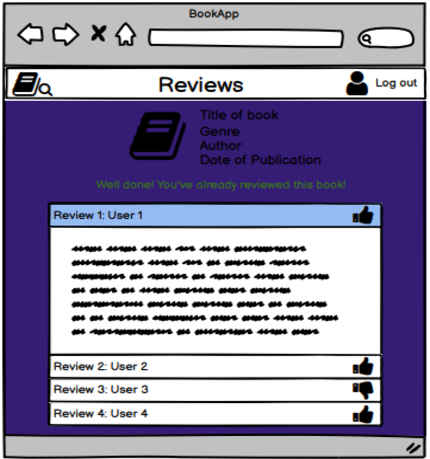 BookApp
Reviews
Log out
Title of book
Genre
Author
Date of Publication
Well done! You've already reviewed this book!
Review 1: User 1
Review 2: User 2
Review 3: User 3
Review 4: User 4